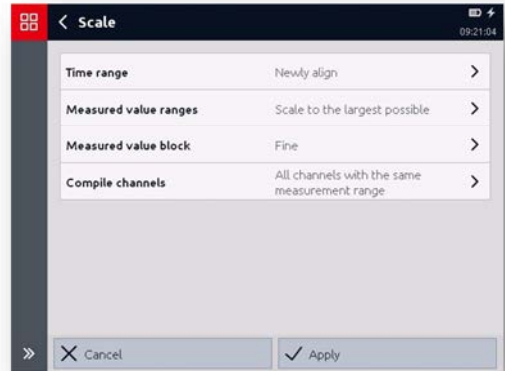 Scale
09:21:04
Time range Newly align
Measured value ranges Scale to the largest possible
Measured value block Fine
Compile channels All channels with the same
measurement range
Cancel Apply